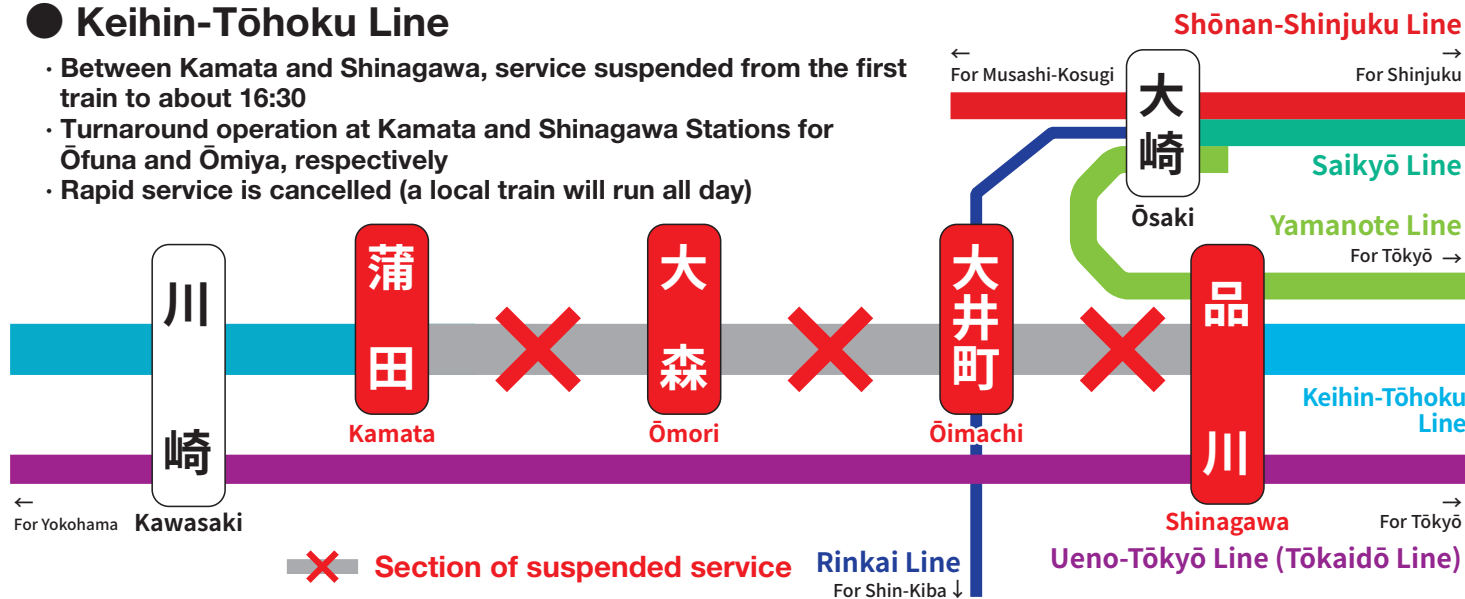 ● Keihin-Tōhoku Line
· Between Kamata and Shinagawa, service suspended from the first
train to about 16:30
· Turnaround operation at Kamata and Shinagawa Stations for
Ōfuna and Ōmiya, respectively
· Rapid service is cancelled (a local train will run all day)
Shōnan-Shinjuku Line
←
For Musashi-Kosugi
→
For Shinjuku
大崎
Ōsaki
Saikyō Line
Yamanote Line
For Tōkyō →
川崎
Kawasaki
蒲田
Kamata
大森
Ōmori
大井町
Ōimachi
品川
Shinagawa
Keihin-Tōhoku
Line
←
For Yokohama
→
For Tōkyō
Ueno-Tōkyō Line (Tōkaidō Line)
Section of suspended service
Rinkai Line
For Shin-Kiba ↓